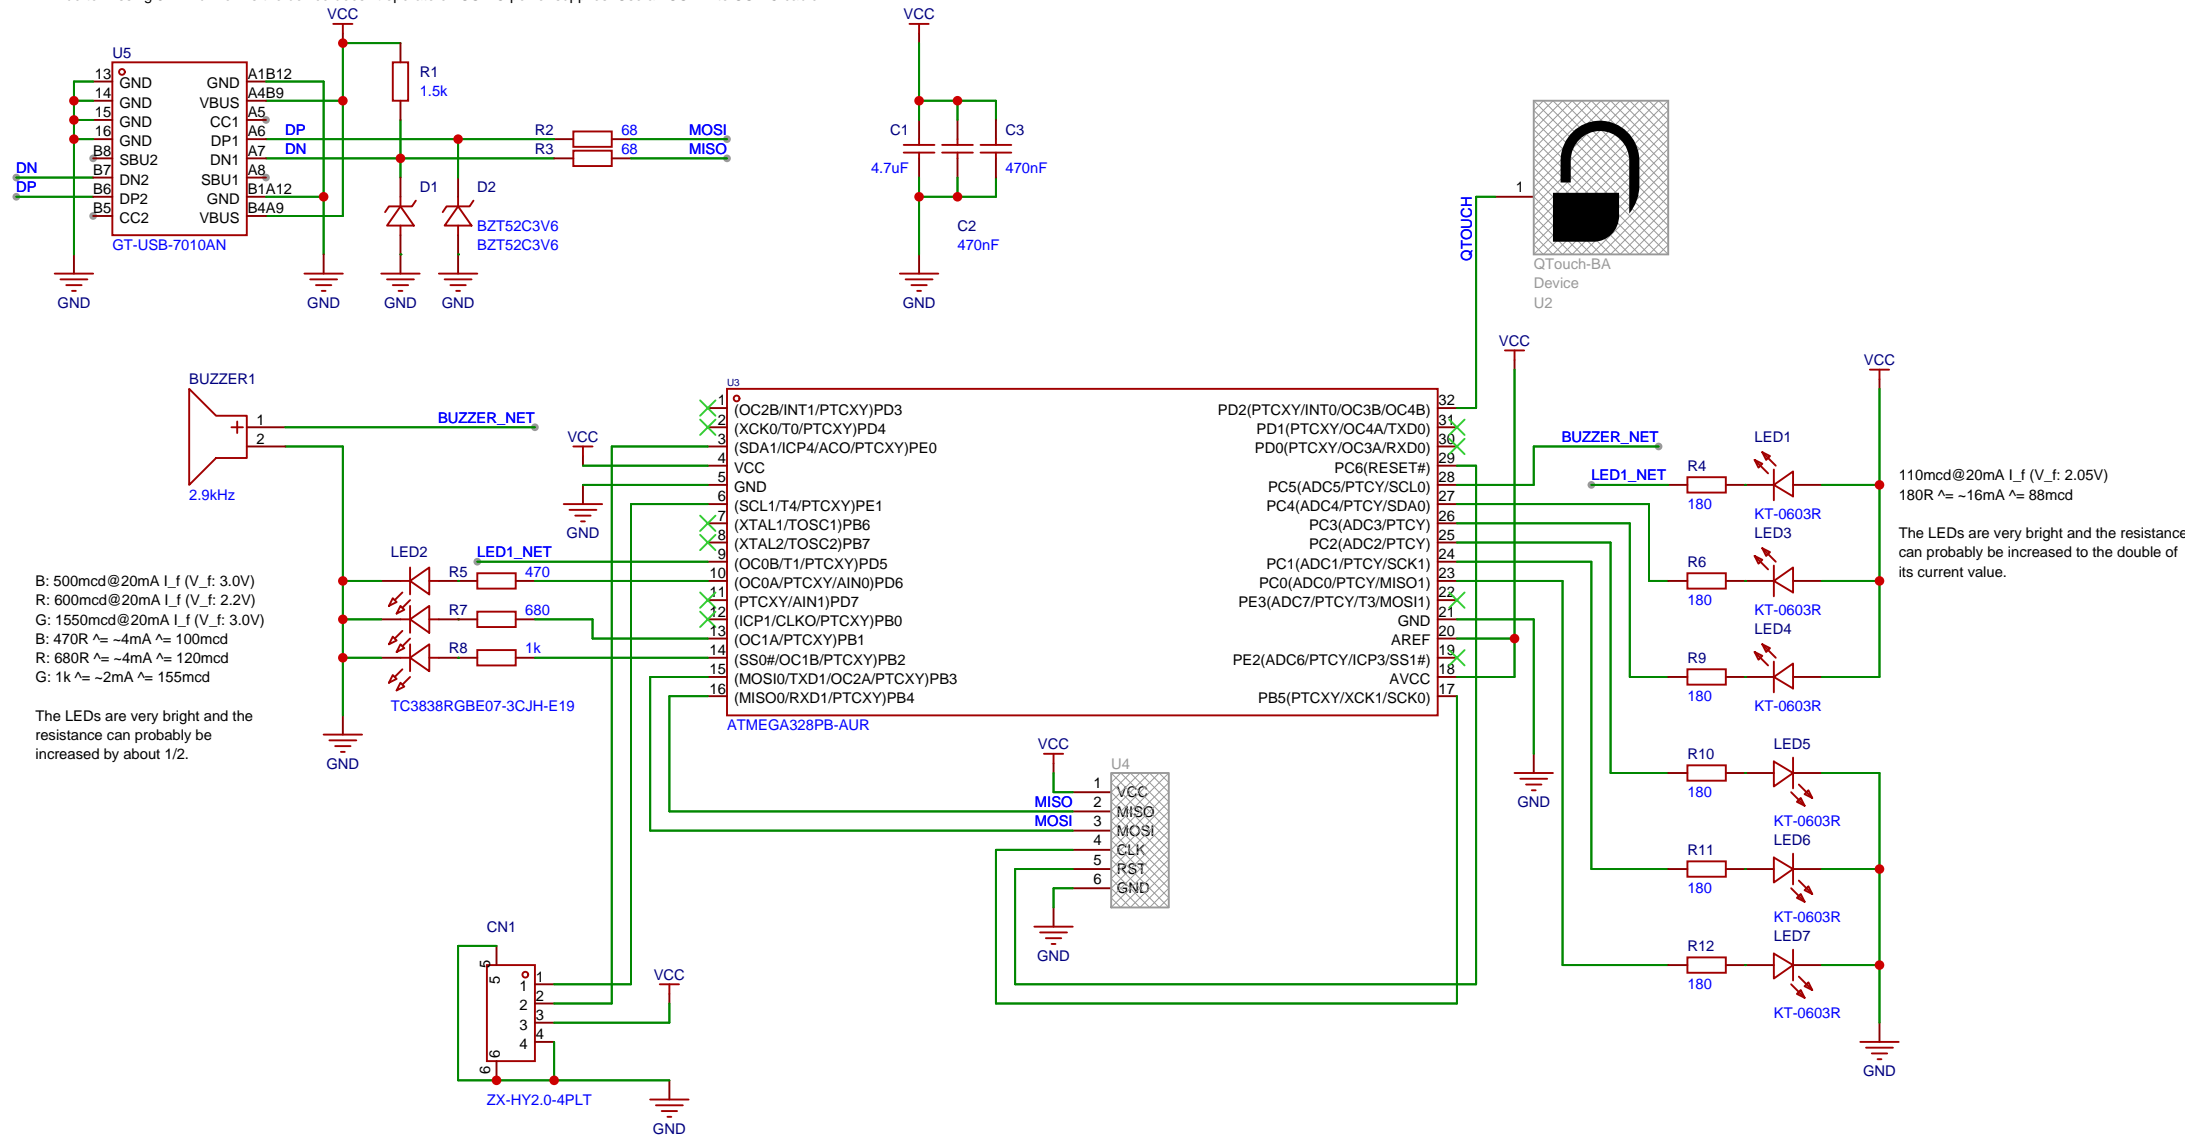 VCC
U5
13 GND GND A1B12
14 GND VBUS A4B9
15 GND CC1 A5
16 GND DP1 A6
B8 SBU2 DN1 A7
B7 DN2 SBU1 A8
B6 DP2 GND B1A12
B5 CC2 VBUS B4A9
GT-USB-7010AN
DN
DP
R1
1.5k
DP
DN
R2 68 MOSI
R3 68 MISO
D1
D2
BZT52C3V6
BZT52C3V6
GND
GND
GND
GND
VCC
C1
4.7uF
C3
470nF
C2
470nF
GND
QTOUCH
1
QTouch-BA
Device
U2
BUZZER1
1
2
+
2.9kHz
BUZZER_NET
VCC
GND
U3
1 (OC2B/INT1/PTCXY)PD3
2 (XCK0/T0/PTCXY)PD4
3 (SDA1/ICP4/ACO/PTCXY)PE0
4 VCC
5 GND
6 (SCL1/T4/PTCXY)PE1
7 (XTAL1/TOSC1)PB6
8 (XTAL2/TOSC2)PB7
9 (OC0B/T1/PTCXY)PD5
10 (OC0A/PTCXY/AIN0)PD6
11 (PTCXY/AIN1)PD7
12 (ICP1/CLKO/PTCXY)PB0
13 (OC1A/PTCXY)PB1
14 (SS0#/OC1B/PTCXY)PB2
15 (MOSI0/TXD1/OC2A/PTCXY)PB3
16 (MISO0/RXD1/PTCXY)PB4
PD2(PTCXY/INT0/OC3B/OC4B) 32
PD1(PTCXY/OC4A/TXD0) 31
PD0(PTCXY/OC3A/RXD0) 30
PC6(RESET#) 29
PC5(ADC5/PTCY/SCL0) 28
PC4(ADC4/PTCY/SDA0) 27
PC3(ADC3/PTCY) 26
PC2(ADC2/PTCY) 25
PC1(ADC1/PTCY/SCK1) 24
PC0(ADC0/PTCY/MISO1) 23
PE3(ADC7/PTCY/T3/MOSI1) 22
GND 21
AREF 20
PE2(ADC6/PTCY/ICP3/SS1#) 19
AVCC 18
PB5(PTCXY/XCK1/SCK0) 17
ATMEGA328PB-AUR
LED1_NET
LED2
R5 470
R7 680
R8 1k
TC3838RGBE07-3CJH-E19
GND
B: 500mcd@20mA I_f (V_f: 3.0V)
R: 600mcd@20mA I_f (V_f: 2.2V)
G: 1550mcd@20mA I_f (V_f: 3.0V)
B: 470R ^= ~4mA ^= 100mcd
R: 680R ^= ~4mA ^= 120mcd
G: 1k ^= ~2mA ^= 155mcd
The LEDs are very bright and the
resistance can probably be
increased by about 1/2.
VCC
GND
VCC
BUZZER_NET
LED1_NET
R4
180
LED1
KT-0603R
R6
180
LED3
KT-0603R
R9
180
LED4
KT-0603R
R10
180
LED5
KT-0603R
R11
180
LED6
KT-0603R
R12
180
LED7
KT-0603R
GND
110mcd@20mA I_f (V_f: 2.05V)
180R ^= ~16mA ^= 88mcd
The LEDs are very bright and the resistance
can probably be increased to the double of
its current value.
VCC
U4
1 VCC
MISO 2 MISO
MOSI 3 MOSI
4 CLK
5 RST
6 GND
GND
CN1
5 5
1 1
2 2
3 3
4 4
6 6
ZX-HY2.0-4PLT
VCC
GND